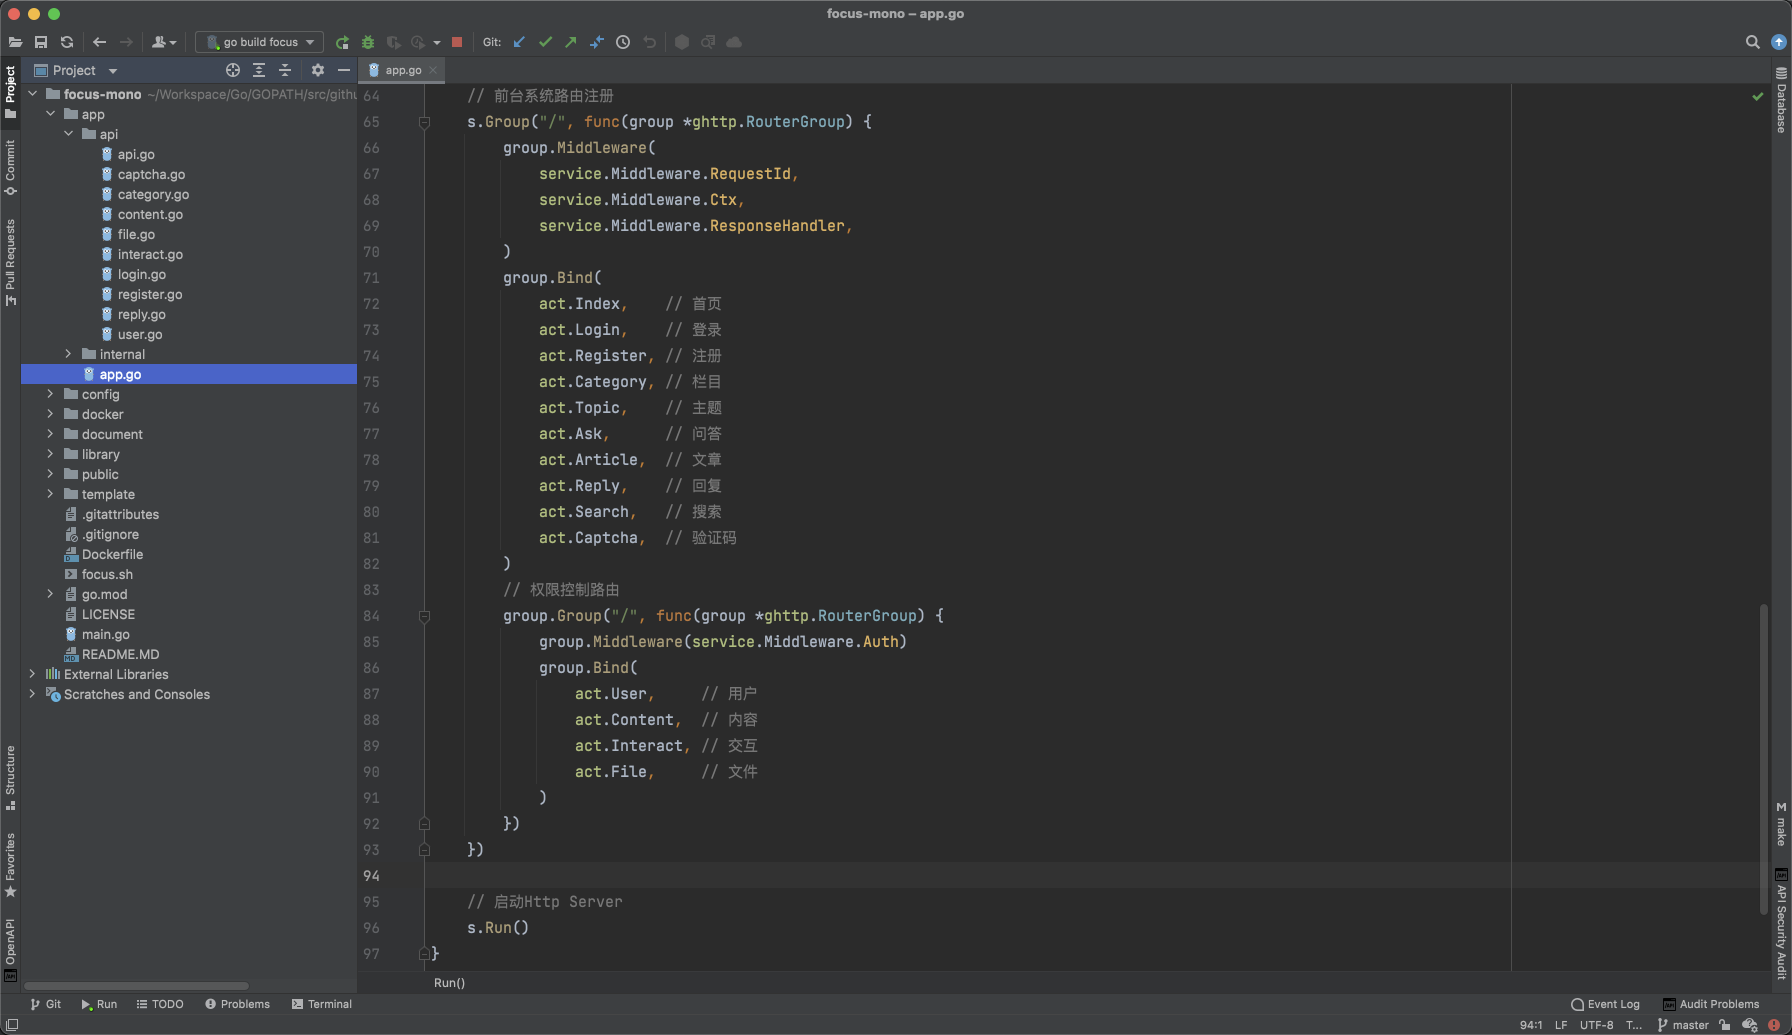 focus-mono – app.go
go build focus
Git:
Project
app.go
Project
Commit
Pull Requests
Structure
Favorites
OpenAPI
focus-mono ~/Workspace/Go/GOPATH/src/githu
app
api
api.go
captcha.go
category.go
content.go
file.go
interact.go
login.go
register.go
reply.go
user.go
internal
app.go
config
docker
document
library
public
template
.gitattributes
.gitignore
Dockerfile
focus.sh
go.mod
LICENSE
main.go
README.MD
External Libraries
Scratches and Consoles
64 // 前台系统路由注册
65 s.Group("/", func(group *ghttp.RouterGroup) {
66 group.Middleware(
67 service.Middleware.RequestId,
68 service.Middleware.Ctx,
69 service.Middleware.ResponseHandler,
70 )
71 group.Bind(
72 act.Index, // 首页
73 act.Login, // 登录
74 act.Register, // 注册
75 act.Category, // 栏目
76 act.Topic, // 主题
77 act.Ask, // 问答
78 act.Article, // 文章
79 act.Reply, // 回复
80 act.Search, // 搜索
81 act.Captcha, // 验证码
82 )
83 // 权限控制路由
84 group.Group("/", func(group *ghttp.RouterGroup) {
85 group.Middleware(service.Middleware.Auth)
86 group.Bind(
87 act.User, // 用户
88 act.Content, // 内容
89 act.Interact, // 交互
90 act.File, // 文件
91 )
92 })
93 })
94
95 // 启动Http Server
96 s.Run()
97 }
Run()
Database
make
API Security Audit
Git
Run
TODO
Problems
Terminal
Event Log
Audit Problems
94:1 LF UTF-8 T... master